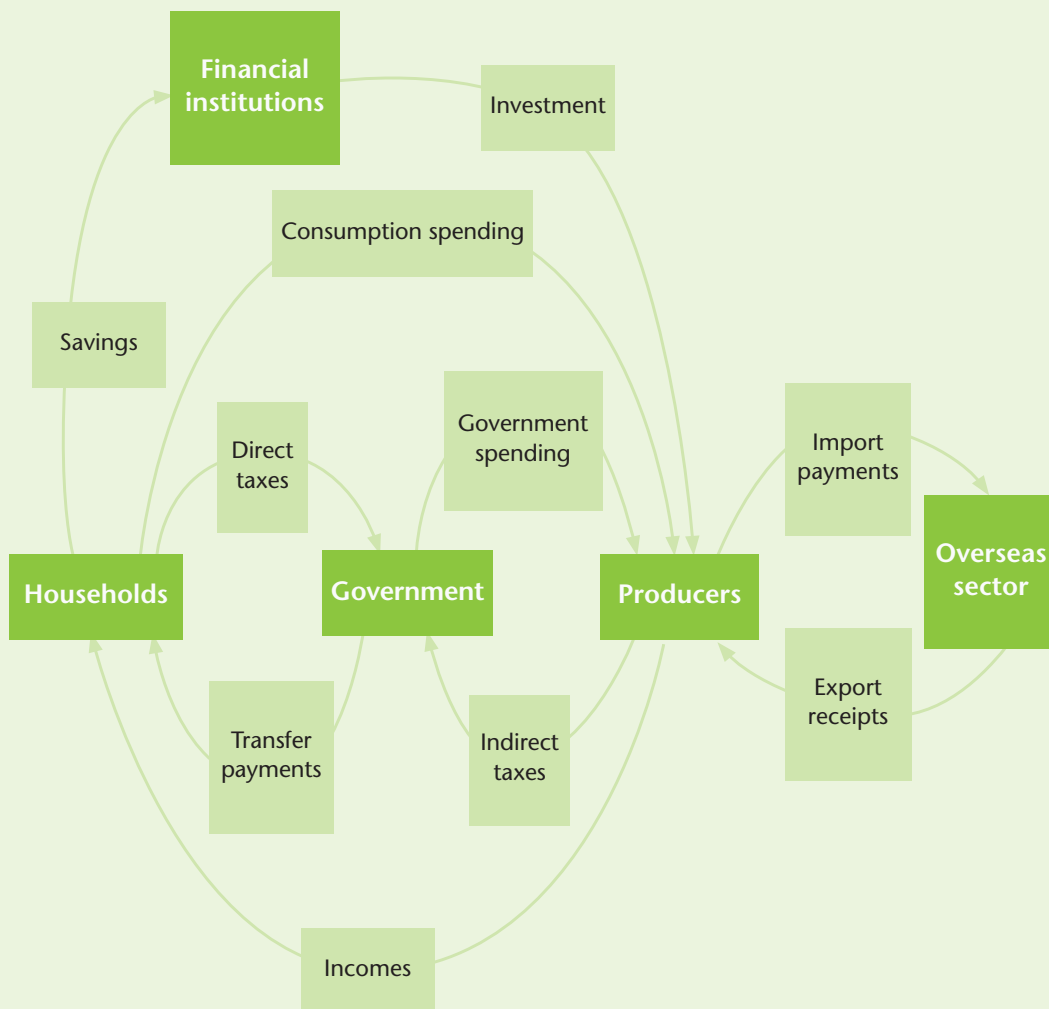 Financial
institutions
Investment
Consumption spending
Savings
Direct
taxes
Government
spending
Import
payments
Households
Government
Producers
Overseas
sector
Transfer
payments
Indirect
taxes
Export
receipts
Incomes